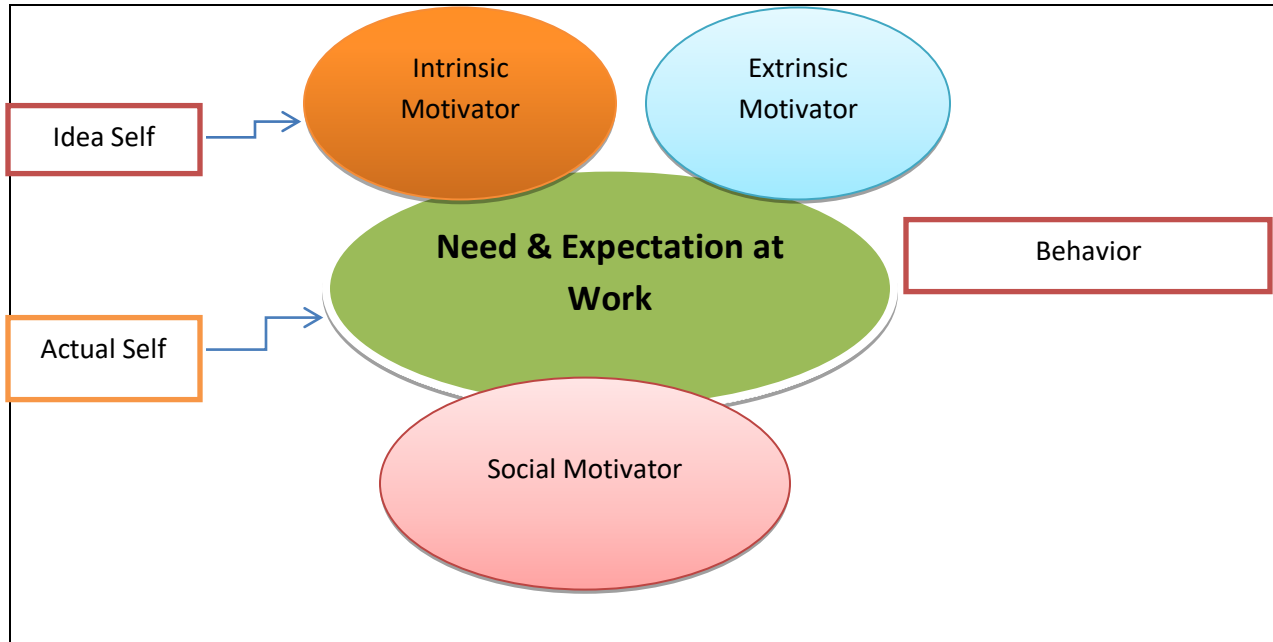 Intrinsic
Motivator
Extrinsic
Motivator
Idea Self
Need & Expectation at
Work
Behavior
Actual Self
Social Motivator